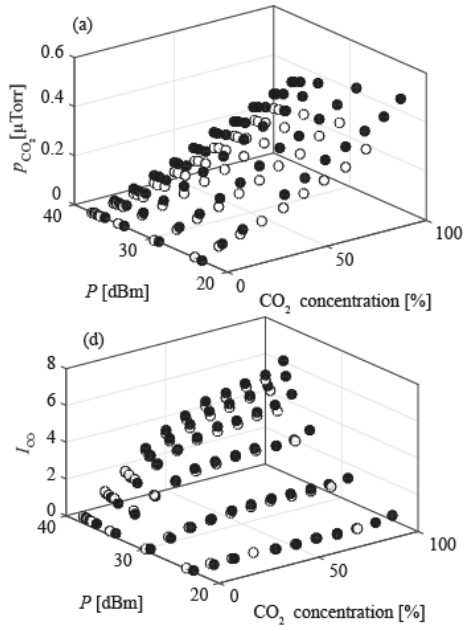 (a)
0.6
0.4
0.2
0
p_CO₂ [μTorr]
40
30
20
P [dBm]
0
50
100
CO₂ concentration [%]
(d)
8
6
4
2
0
I_CO
40
30
20
P [dBm]
0
50
100
CO₂ concentration [%]